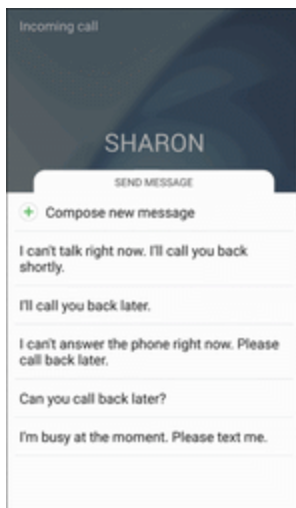 Incoming call
SHARON
SEND MESSAGE
Compose new message
I can't talk right now. I'll call you back
shortly.
I'll call you back later.
I can't answer the phone right now. Please
call back later.
Can you call back later?
I'm busy at the moment. Please text me.